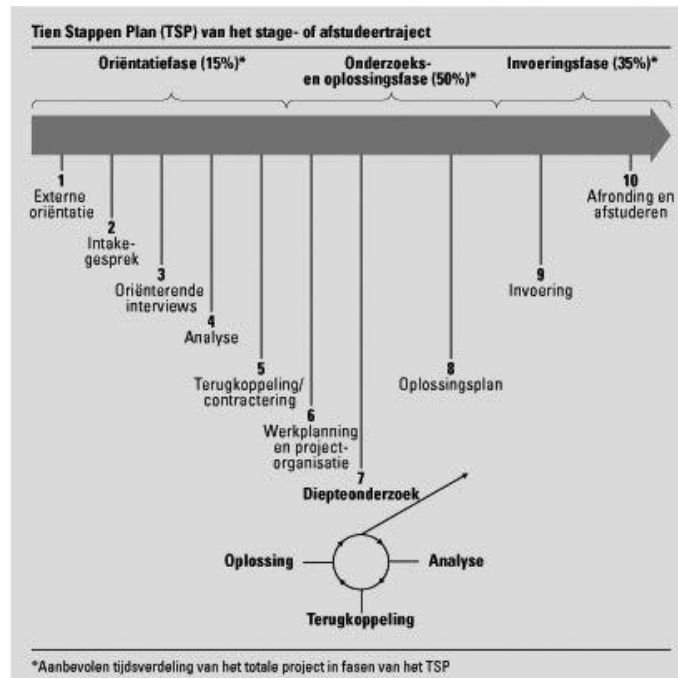 Tien Stappen Plan (TSP) van het stage- of afstudeertraject
Oriëntatiefase (15%)*
Onderzoeks-
en oplossingsfase (50%)*
Invoeringsfase (35%)*
1
Externe
oriëntatie
2
Intake-
gesprek
3
Oriënterende
interviews
4
Analyse
5
Terugkoppeling/
contractering
6
Werkplanning
en project-
organisatie
7
Diepteonderzoek
8
Oplossingsplan
9
Invoering
10
Afronding en
afstuderen
Oplossing
Analyse
Terugkoppeling
*Aanbevolen tijdsverdeling van het totale project in fasen van het TSP